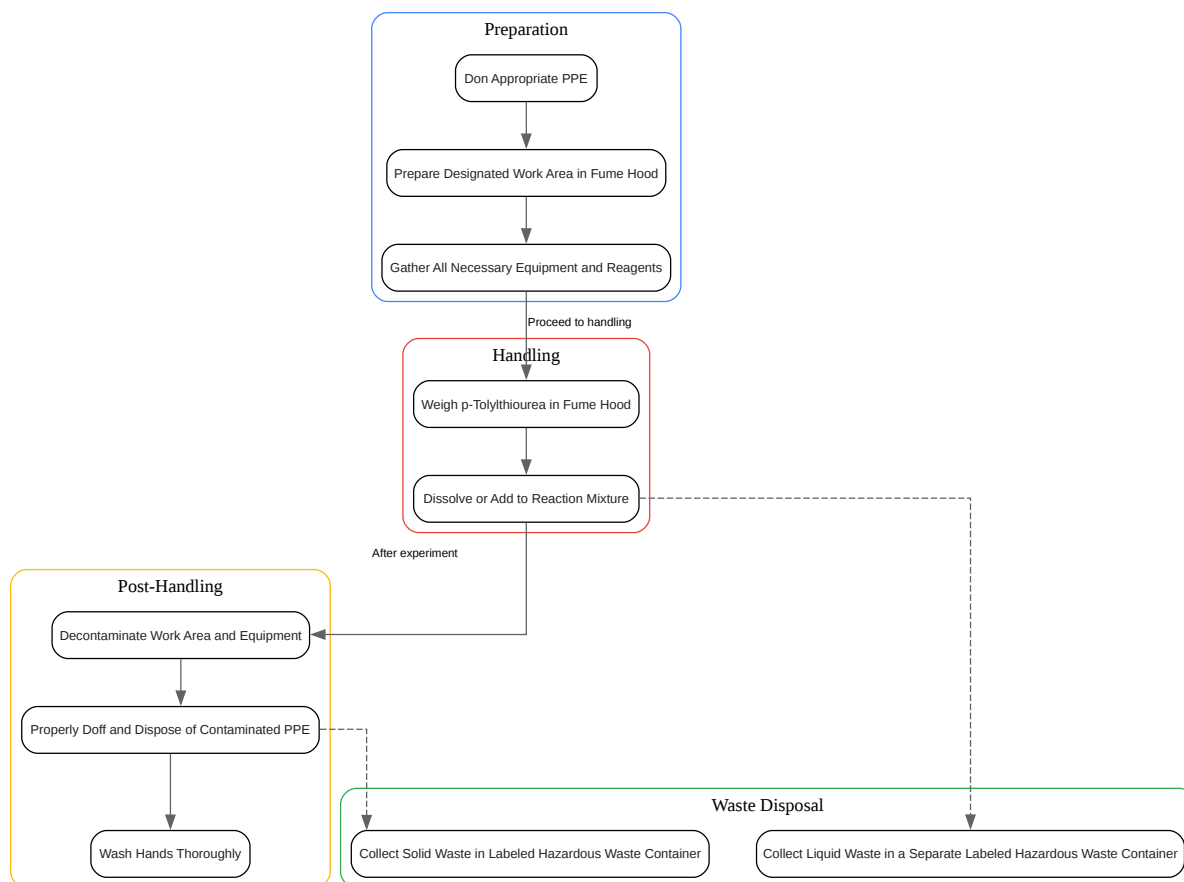 Preparation
Don Appropriate PPE
Prepare Designated Work Area in Fume Hood
Gather All Necessary Equipment and Reagents
Proceed to handling
Handling
Weigh p-Tolylthiourea in Fume Hood
Dissolve or Add to Reaction Mixture
After experiment
Post-Handling
Decontaminate Work Area and Equipment
Properly Doff and Dispose of Contaminated PPE
Wash Hands Thoroughly
Waste Disposal
Collect Solid Waste in Labeled Hazardous Waste Container
Collect Liquid Waste in a Separate Labeled Hazardous Waste Container